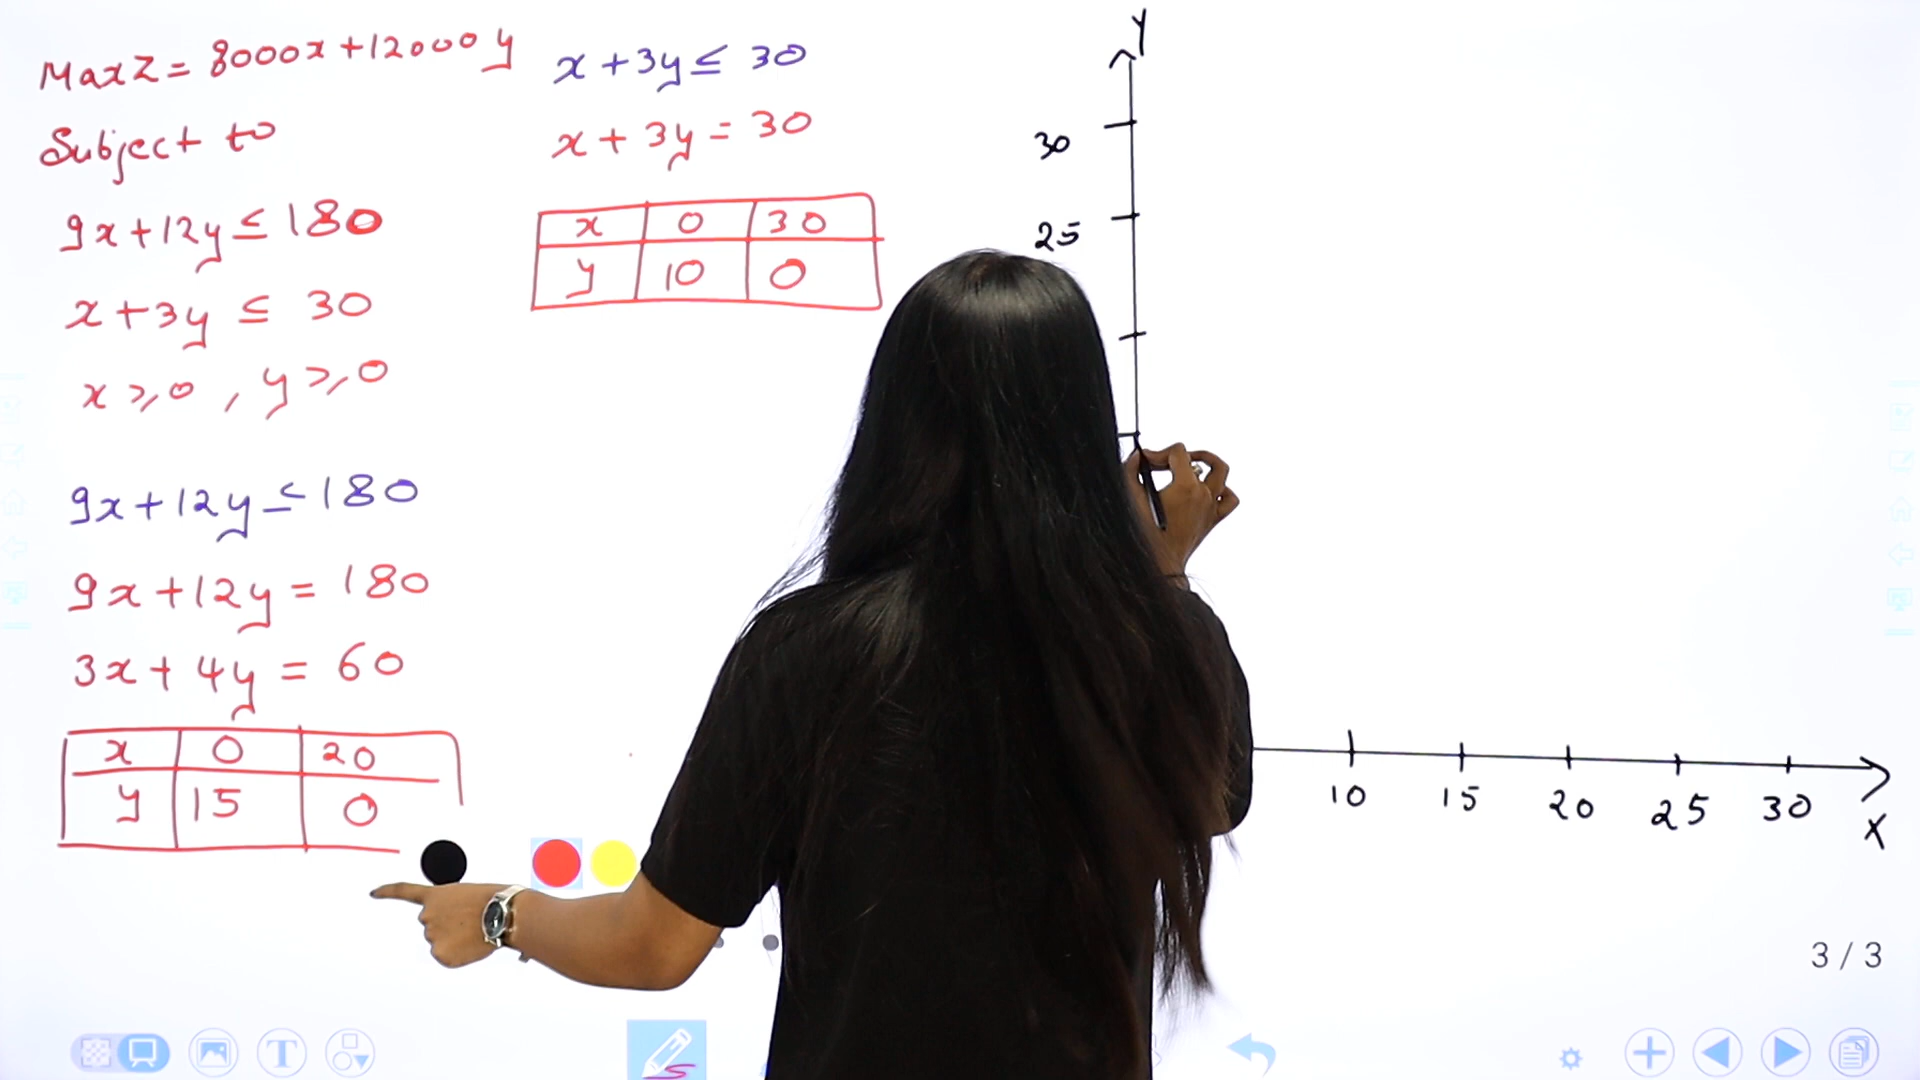 Max Z = 8000x + 12000y
Subject to
9x + 12y ≤ 180
x + 3y ≤ 30
x ≥ 0 , y ≥ 0
9x + 12y ≤ 180
9x + 12y = 180
3x + 4y = 60
x 0 20
y 15 0
x + 3y ≤ 30
x + 3y = 30
x 0 30
y 10 0
Y
30
25
10 15 20 25 30
X
3 / 3
T